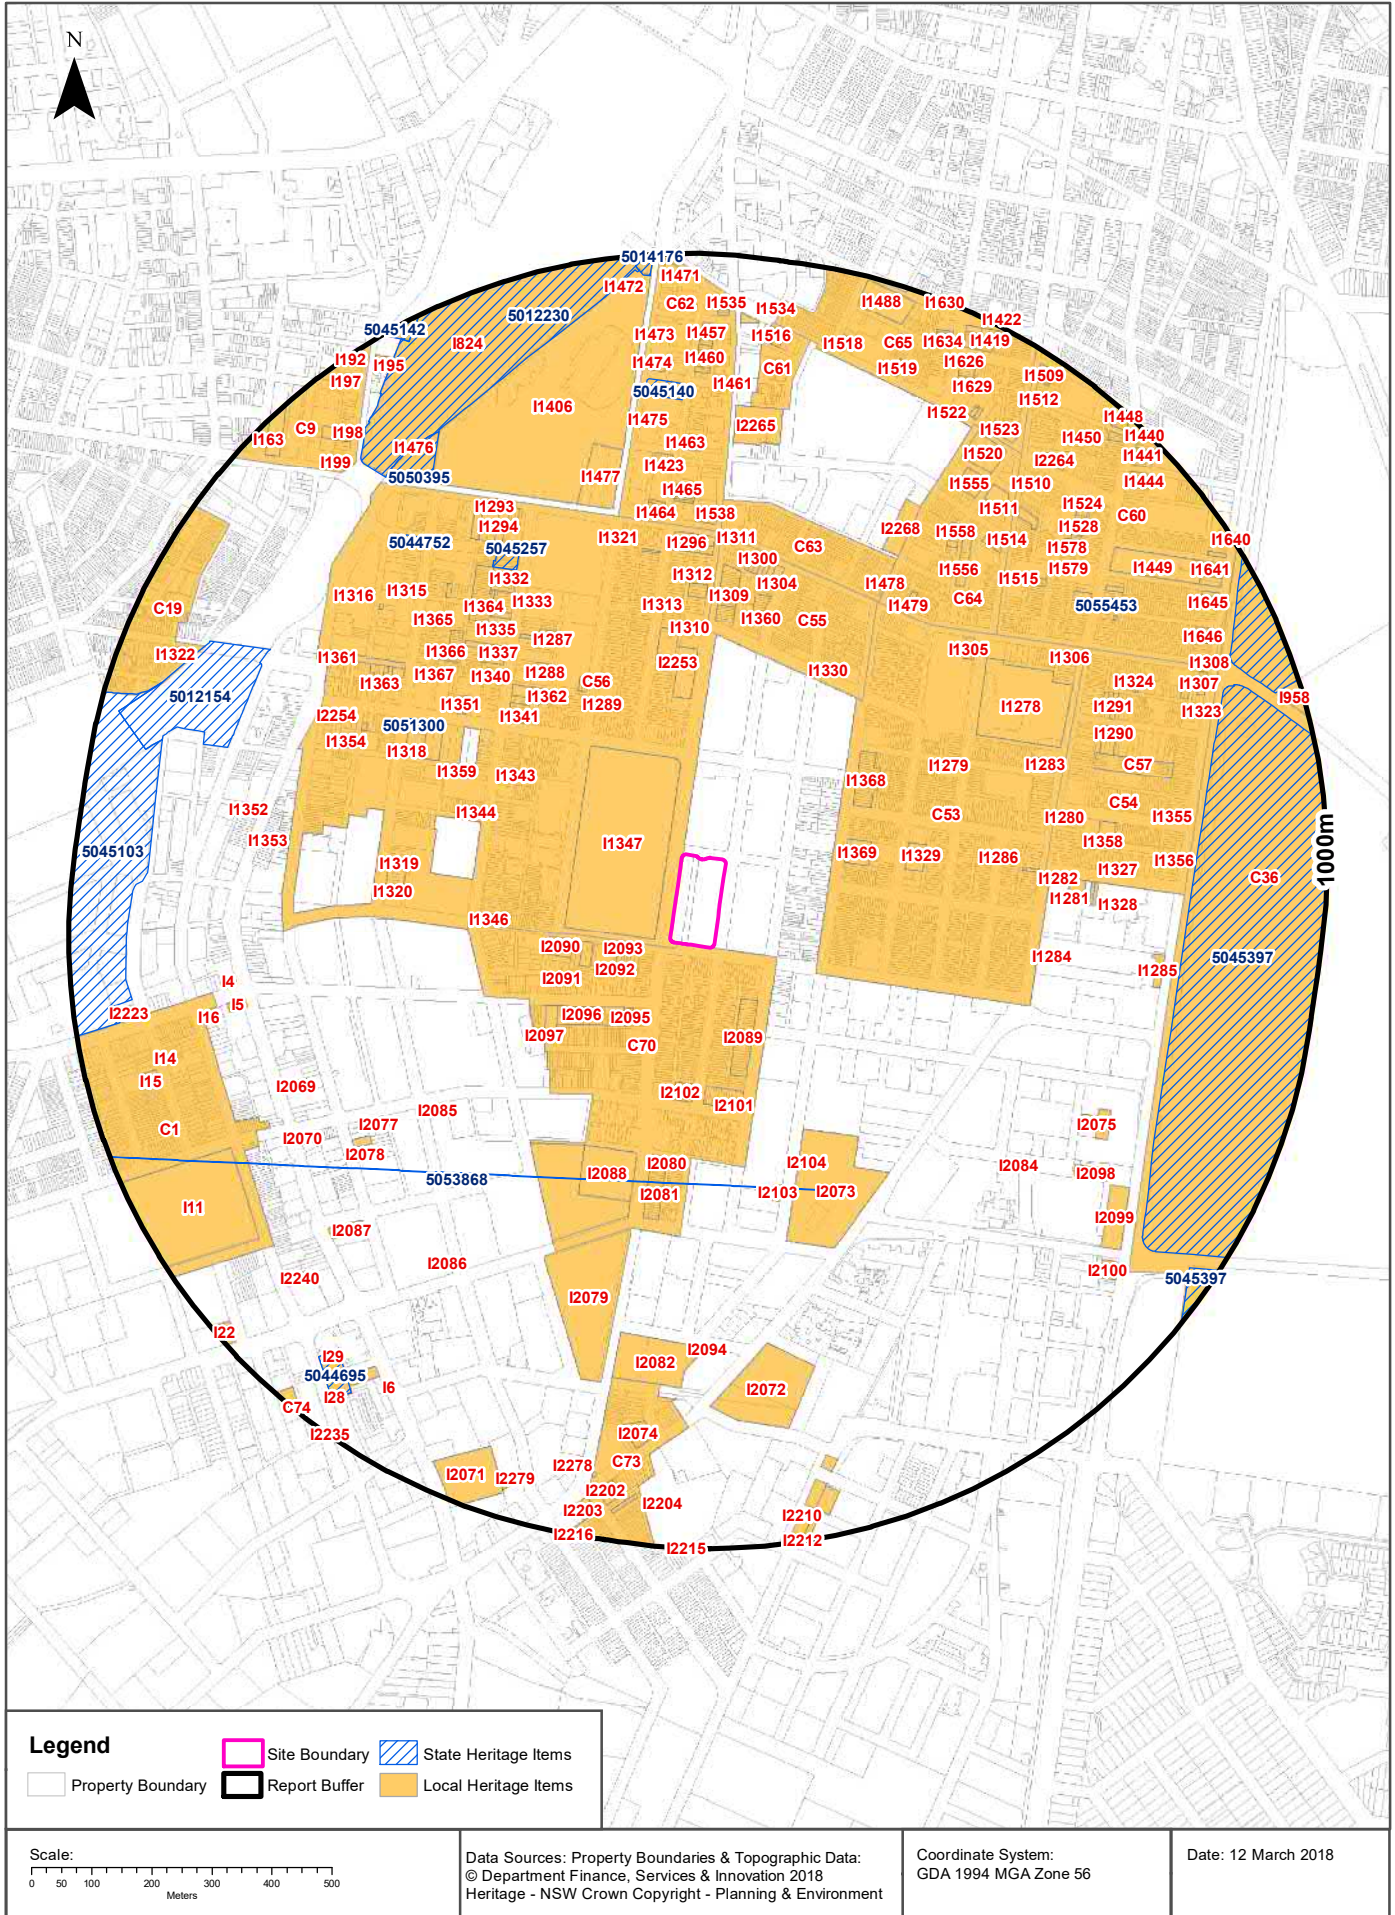 N
5014176
I1471
I1472
C62
I1535
I1534
I1488
I1630
5012230
I1422
5045142
I824
I1473
I1457
I1516
I1518
C65
I1634
I1419
I192
I195
I1474
I1460
C61
I1519
I1626
I197
5045140
I1461
I1629
I1509
I1406
I1475
I1522
I1512
I1448
C9
I198
I2265
I1523
I1450
I1440
I163
I1476
I1463
I1520
I2264
I1441
I199
5050395
I1477
I1423
I1465
I1555
I1510
I1444
I1293
I1464
I1538
I1511
I1524
C60
I1294
I2268
I1558
I1528
5044752
5045257
I1321
I1296
I1311
C63
I1514
I1578
I1640
I1300
I1556
I1579
I1449
I1641
I1332
I1312
I1304
I1478
I1515
I1316
I1315
I1364
I1333
I1313
I1309
I1479
C64
5055453
I1645
C19
I1365
I1335
I1360
C55
I1287
I1310
I1646
I1322
I1361
I1366
I1337
I2253
I1305
I1306
I1308
I1363
I1367
I1340
I1288
C56
I1330
I1324
I1307
5012154
I1351
I1362
I1289
I1278
I1291
I1323
I958
I2254
5051300
I1341
I1290
I1354
I1318
I1359
I1343
I1279
I1283
C57
I1368
I1352
I1344
C53
I1280
C54
I1355
I1353
I1347
I1358
5045103
I1319
I1369
I1329
I1286
I1327
I1356
C36
1000m
I1320
I1282
I1281
I1328
I1346
I2090
I2093
I1284
5045397
I2092
I2091
I1285
I4
I5
I2223
I16
I2096
I2095
I2097
C70
I2089
I14
I15
I2069
I2102
I2101
C1
I2085
I2077
I2075
I2070
I2078
I2080
I2104
I2084
5053868
I2088
I2098
I2081
I2103
I2073
I11
I2087
I2099
I2086
I2240
I2100
5045397
I2079
I22
I29
I2094
5044695
I2082
I6
I28
I2072
C74
I2235
I2074
I2278
C73
I2071
I2279
I2202
I2203
I2204
I2210
I2216
I2215
I2212
Legend
Site Boundary
State Heritage Items
Property Boundary
Report Buffer
Local Heritage Items
Scale:
0 50 100 200 300 400 500
Meters
Data Sources: Property Boundaries & Topographic Data:
© Department Finance, Services & Innovation 2018
Heritage - NSW Crown Copyright - Planning & Environment
Coordinate System:
GDA 1994 MGA Zone 56
Date: 12 March 2018